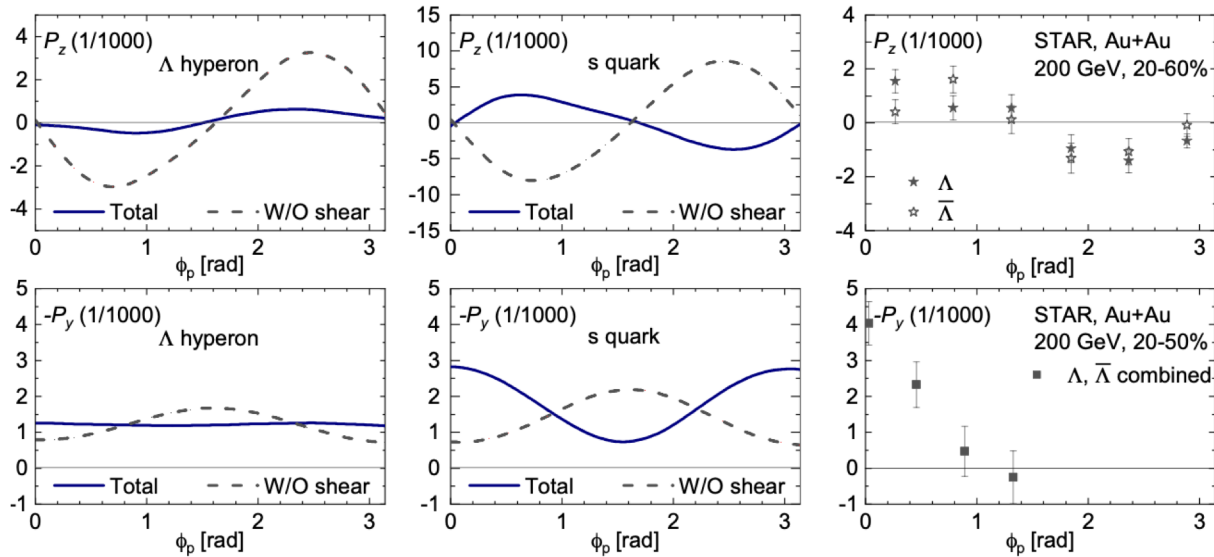 4
2
0
-2
-4
P_z (1/1000)
Λ hyperon
Total
W/O shear
0
1
2
3
ϕ_p [rad]
15
10
5
0
-5
-10
-15
P_z (1/1000)
s quark
Total
W/O shear
0
1
2
3
ϕ_p [rad]
4
2
0
-2
-4
P_z (1/1000)
STAR, Au+Au
200 GeV, 20-60%
Λ
Λ̅
0
1
2
3
ϕ_p [rad]
5
4
3
2
1
0
-1
-P_y (1/1000)
Λ hyperon
Total
W/O shear
0
1
2
3
ϕ_p [rad]
5
4
3
2
1
0
-1
-P_y (1/1000)
s quark
Total
W/O shear
0
1
2
3
ϕ_p [rad]
5
4
3
2
1
0
-1
-P_y (1/1000)
STAR, Au+Au
200 GeV, 20-50%
Λ, Λ̅ combined
0
1
2
3
ϕ_p [rad]